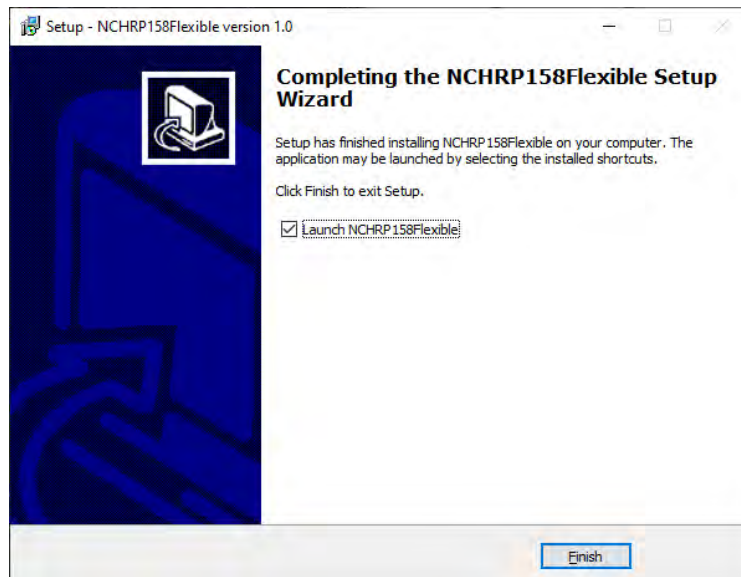 Setup - NCHRP158Flexible version 1.0
Completing the NCHRP158Flexible Setup
Wizard
Setup has finished installing NCHRP158Flexible on your computer. The
application may be launched by selecting the installed shortcuts.
Click Finish to exit Setup.
Launch NCHRP158Flexible
Finish